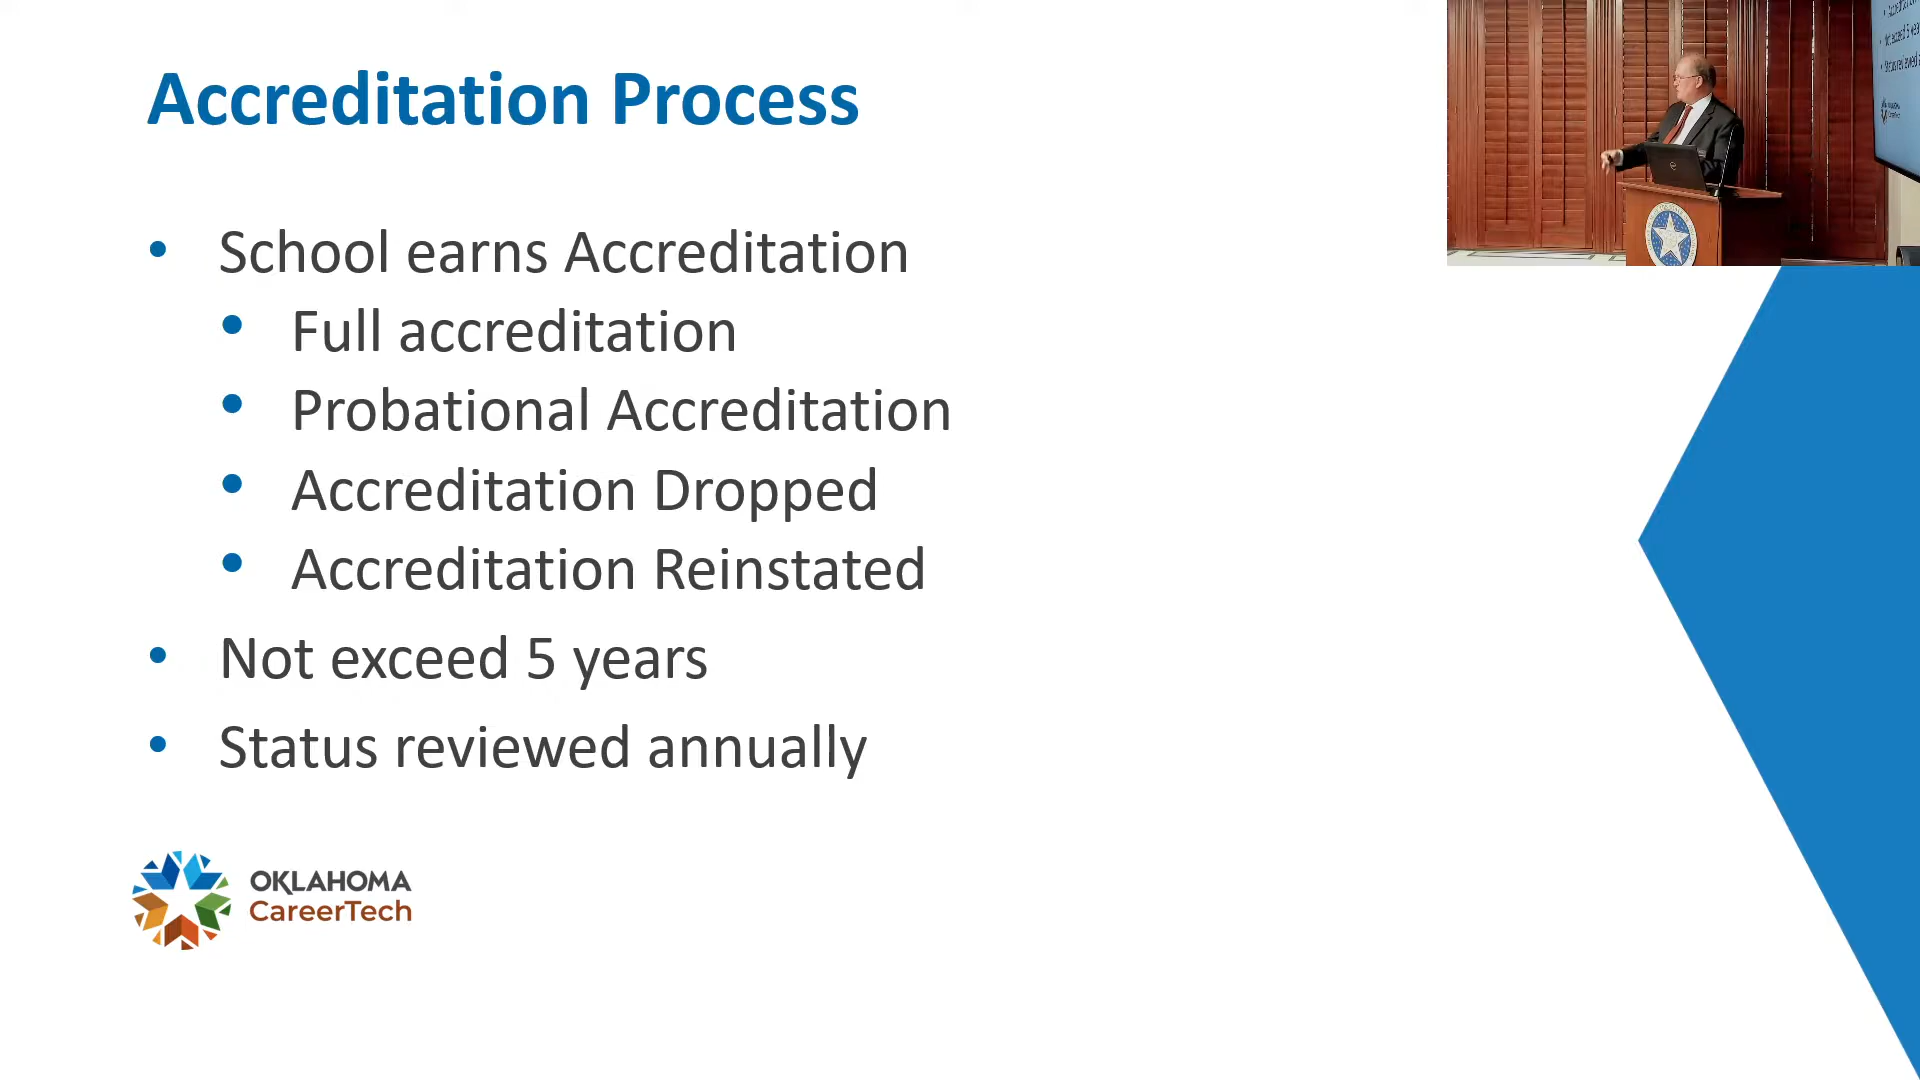 Accreditation Process
• School earns Accreditation
• Full accreditation
• Probational Accreditation
• Accreditation Dropped
• Accreditation Reinstated
• Not exceed 5 years
• Status reviewed annually
OKLAHOMA
CareerTech